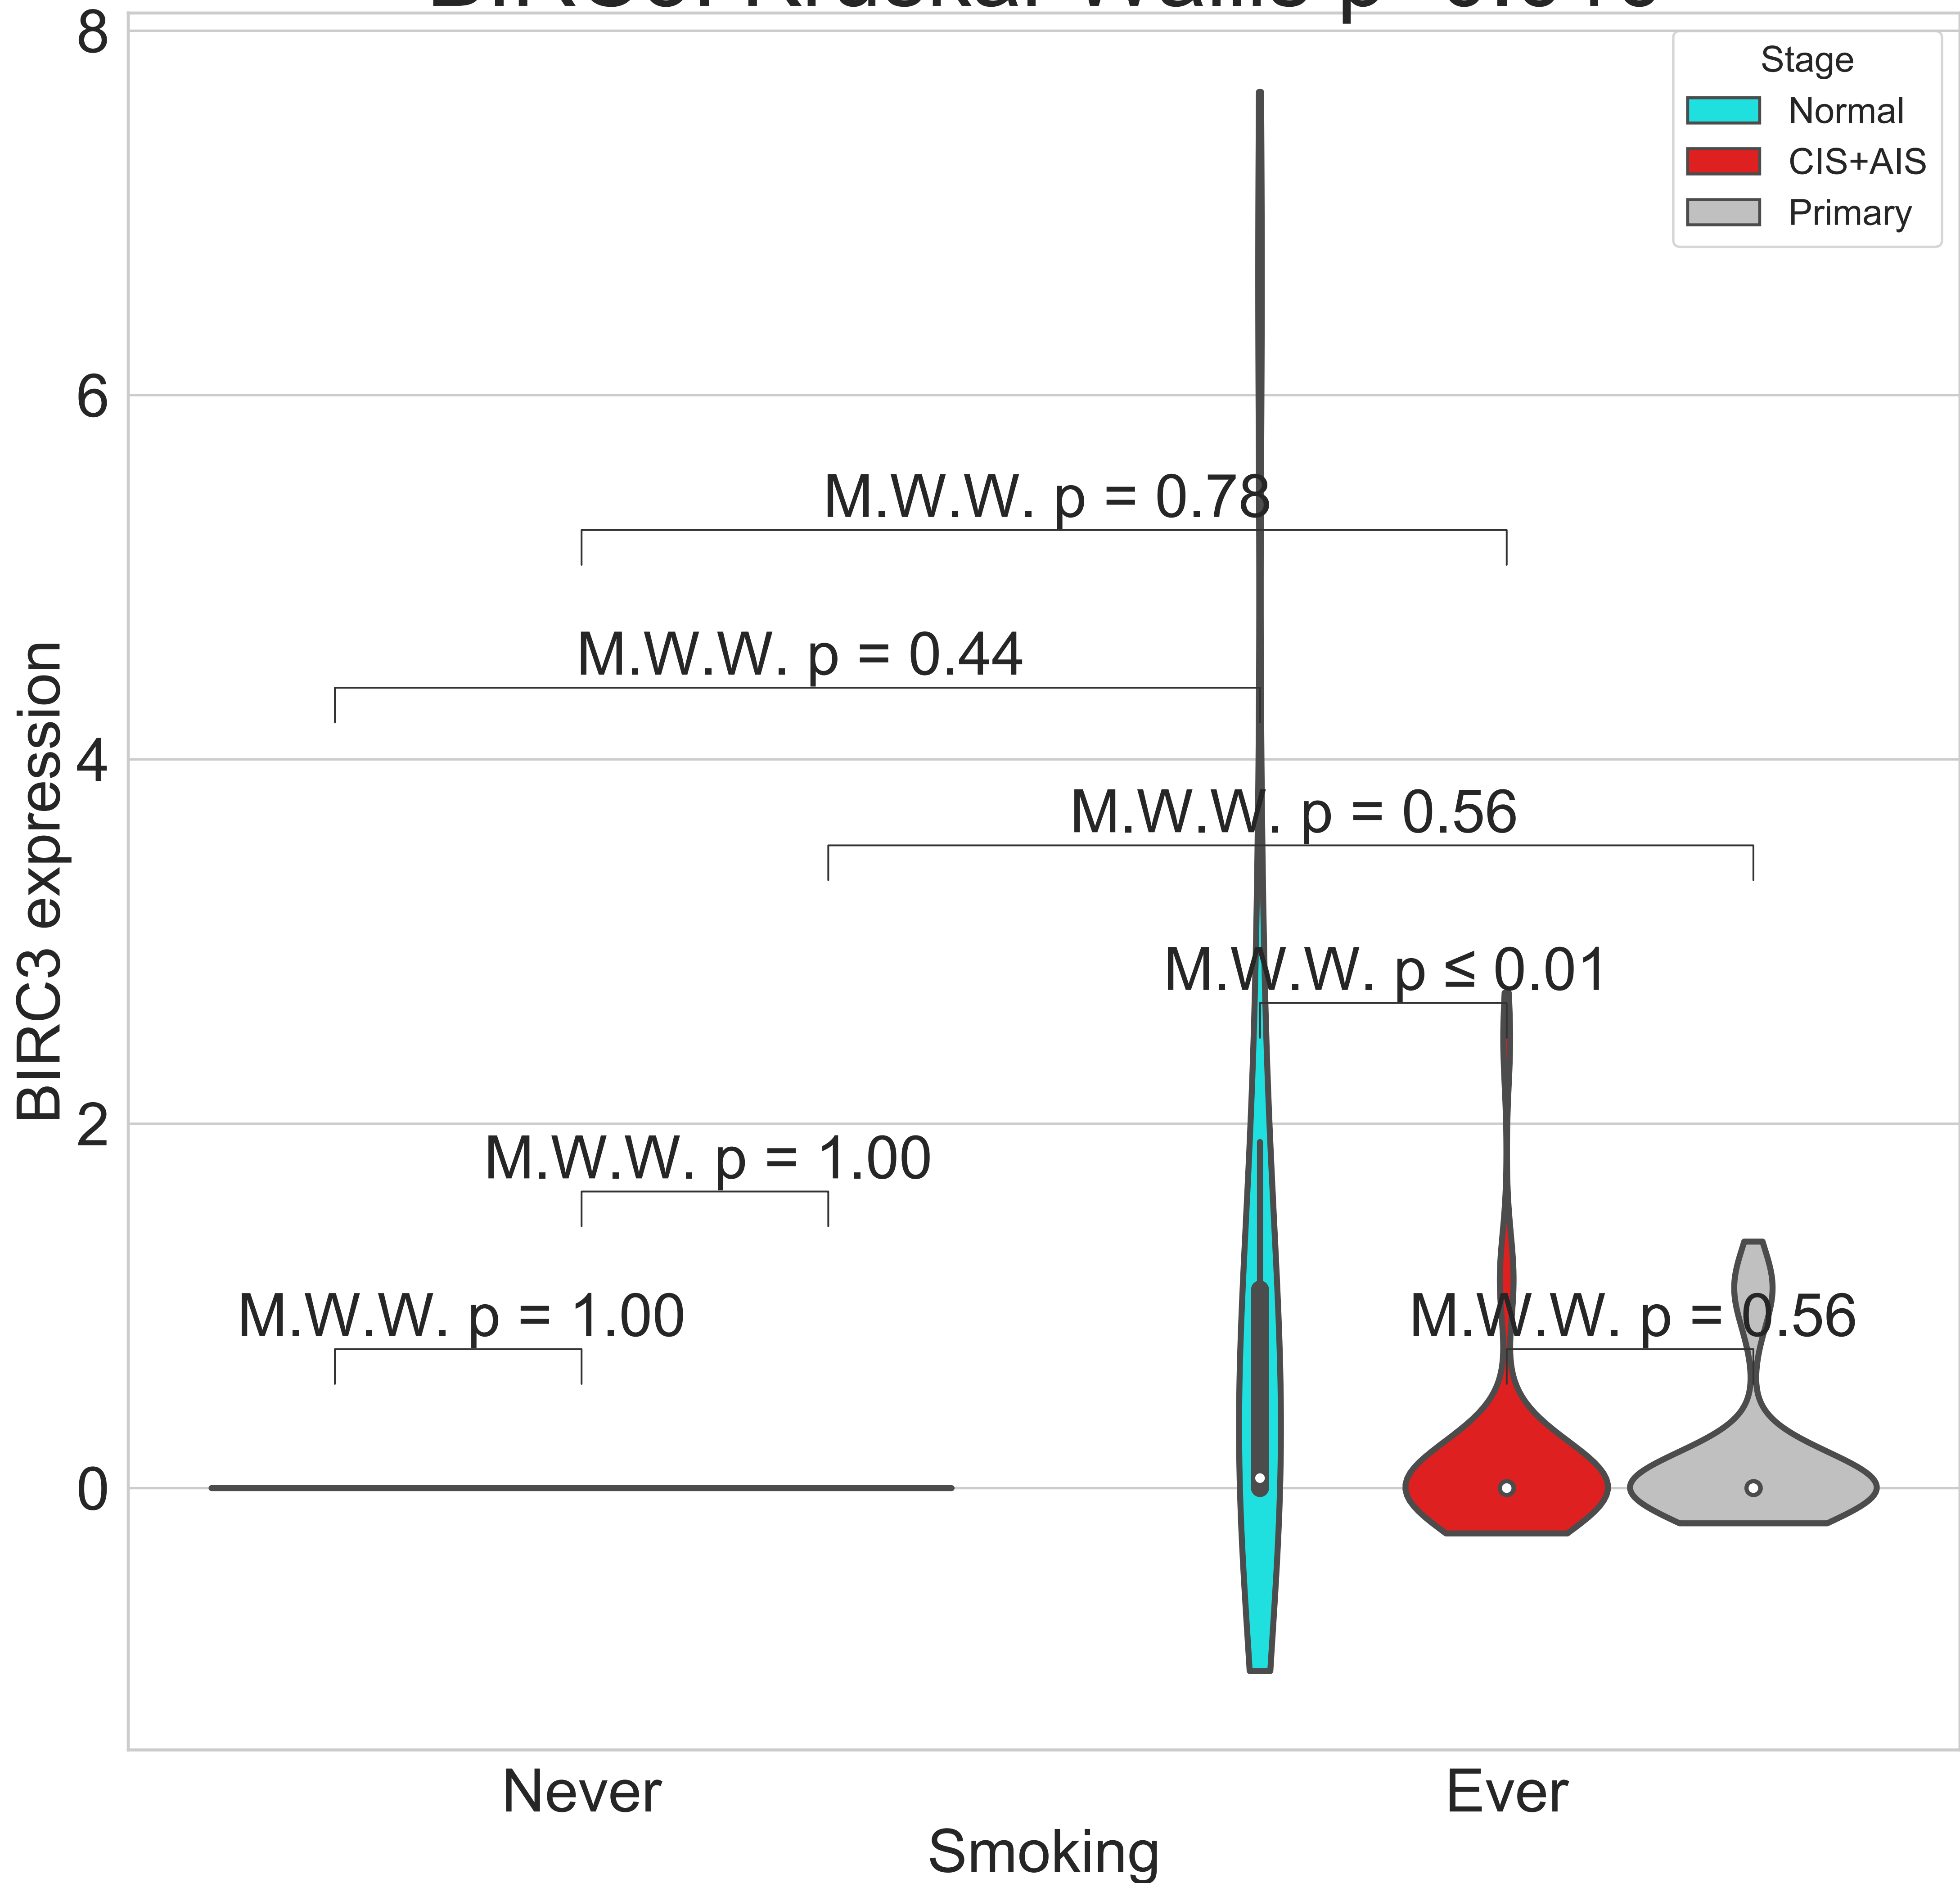 8
6
4
2
0
BIRC3 expression
Stage
Normal
CIS+AIS
Primary
M.W.W. p = 0.78
M.W.W. p = 0.44
M.W.W. p = 0.56
M.W.W. p ≤ 0.01
M.W.W. p = 1.00
M.W.W. p = 1.00
M.W.W. p = 0.56
Never
Ever
Smoking